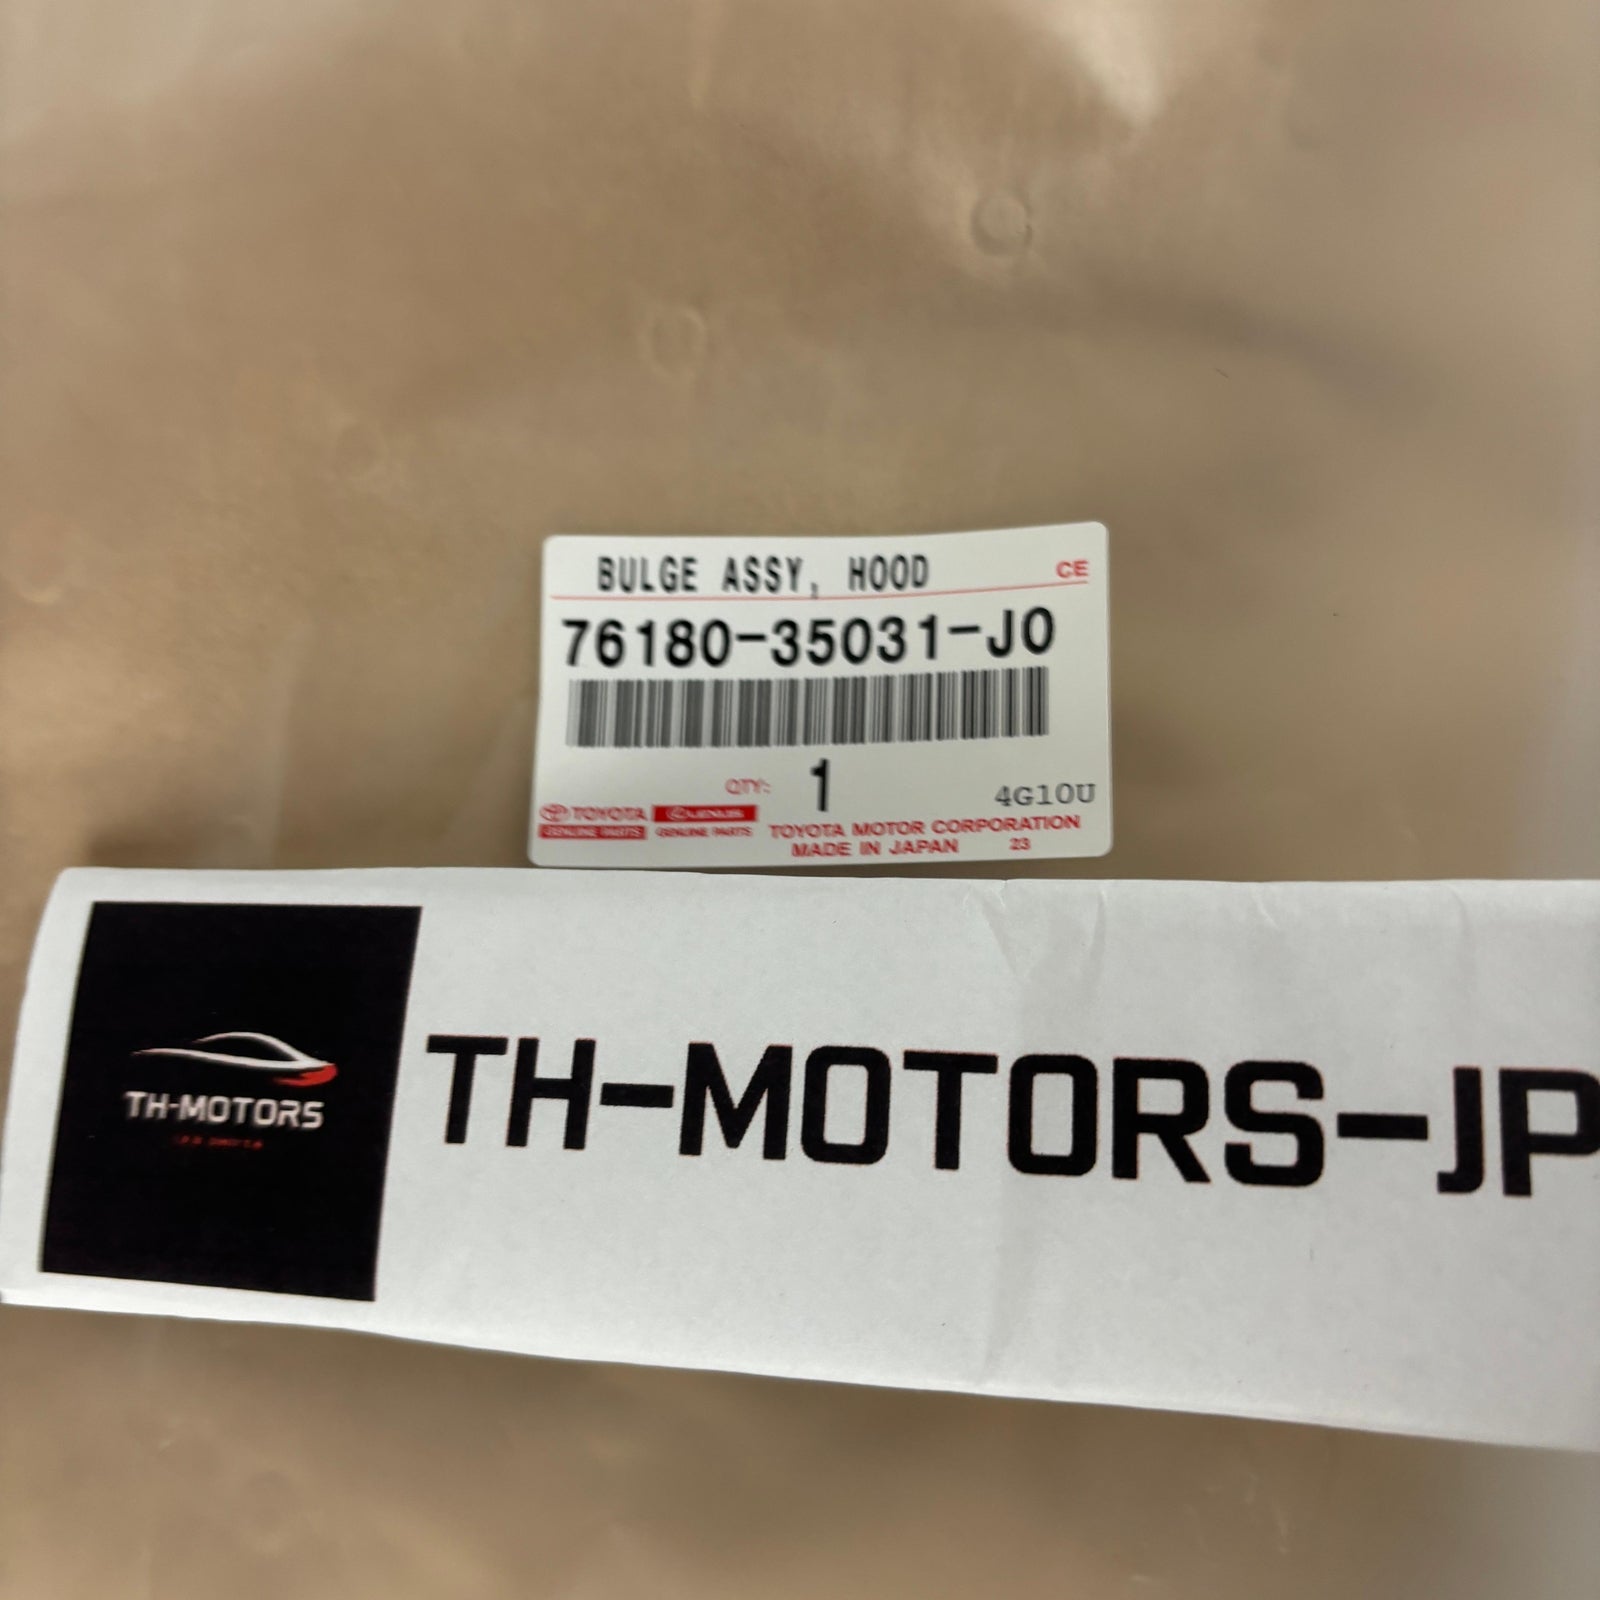 BULGE ASSY, HOOD
CE
76180-35031-J0
QTY: 1
4G10U
TOYOTA LEXUS
GENUINE PARTS GENUINE PARTS
TOYOTA MOTOR CORPORATION
MADE IN JAPAN 23
TH-MOTORS
TH-MOTORS-JP